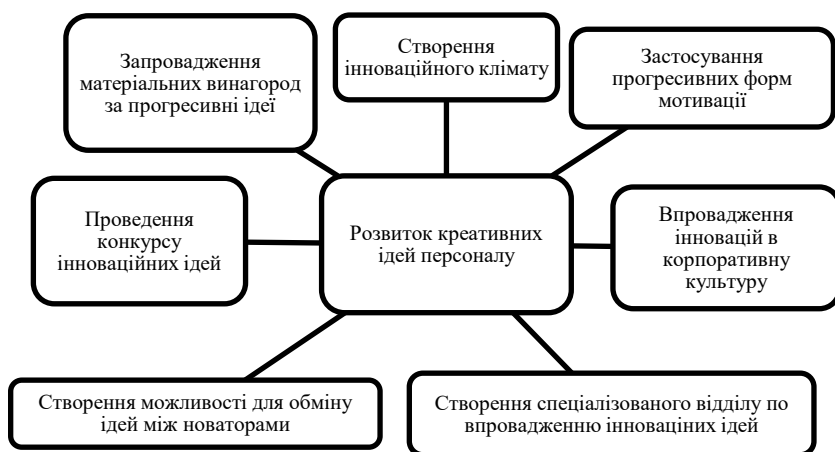 Запровадження
матеріальних винагород
за прогресивні ідеї
Створення
інноваційного клімату
Застосування
прогресивних форм
мотивації
Проведення
конкурсу
інноваційних ідей
Розвиток креативних
ідей персоналу
Впровадження
інновацій в
корпоративну
культуру
Створення можливості для обміну
ідей між новаторами
Створення спеціалізованого відділу по
впровадженню інноваціних ідей